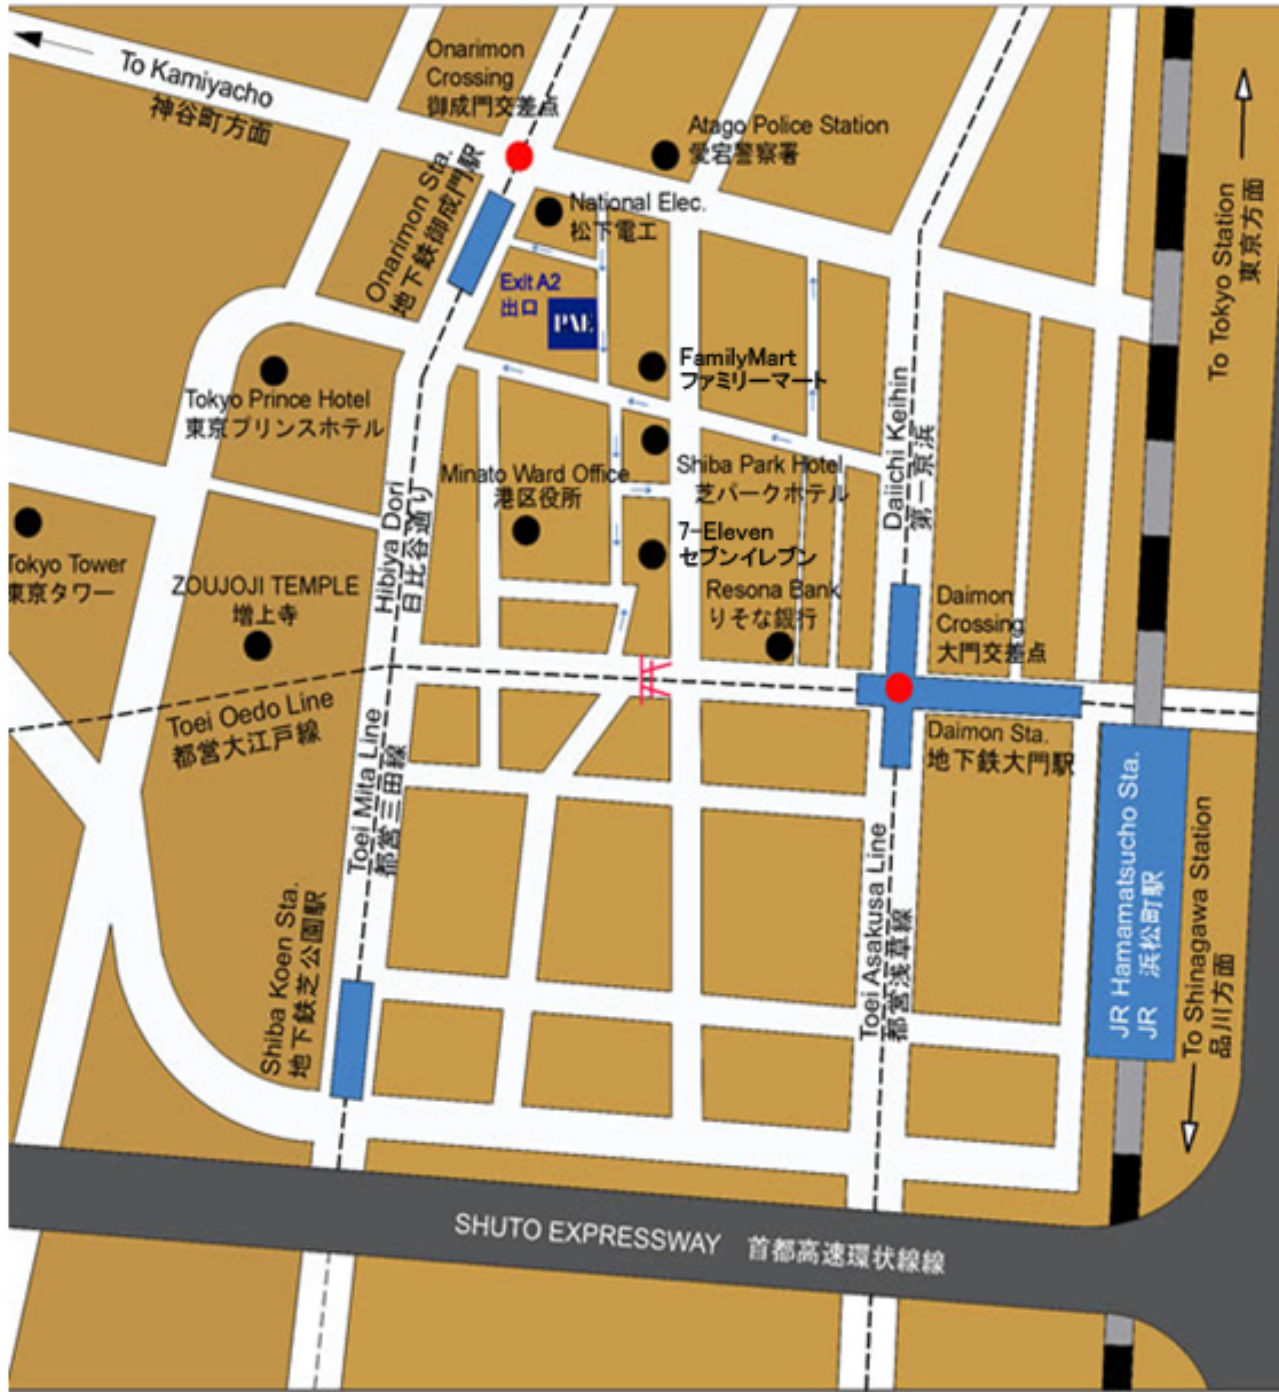 To Kamiyacho
神谷町方面
Onarimon
Crossing
御成門交差点
Atago Police Station
愛宕警察署
Onarimon Sta.
地下鉄御成門駅
National Elec.
松下電工
Exit A2
出口
To Tokyo Station
東京方面
FamilyMart
ファミリーマート
Tokyo Prince Hotel
東京プリンスホテル
Daiichi Keihin
第一京浜
Minato Ward Office
港区役所
Shiba Park Hotel
芝パークホテル
Hibiya Dori
日比谷通り
7-Eleven
セブンイレブン
Tokyo Tower
東京タワー
ZOUJOJI TEMPLE
増上寺
Resona Bank
りそな銀行
Daimon
Crossing
大門交差点
Toei Oedo Line
都営大江戸線
Toei Mita Line
都営三田線
Daimon Sta.
地下鉄大門駅
JR Hamamatsucho Sta.
JR 浜松町駅
Toei Asakusa Line
都営浅草線
Shiba Koen Sta.
地下鉄芝公園駅
To Shinagawa Station
品川方面
SHUTO EXPRESSWAY 首都高速環状線線